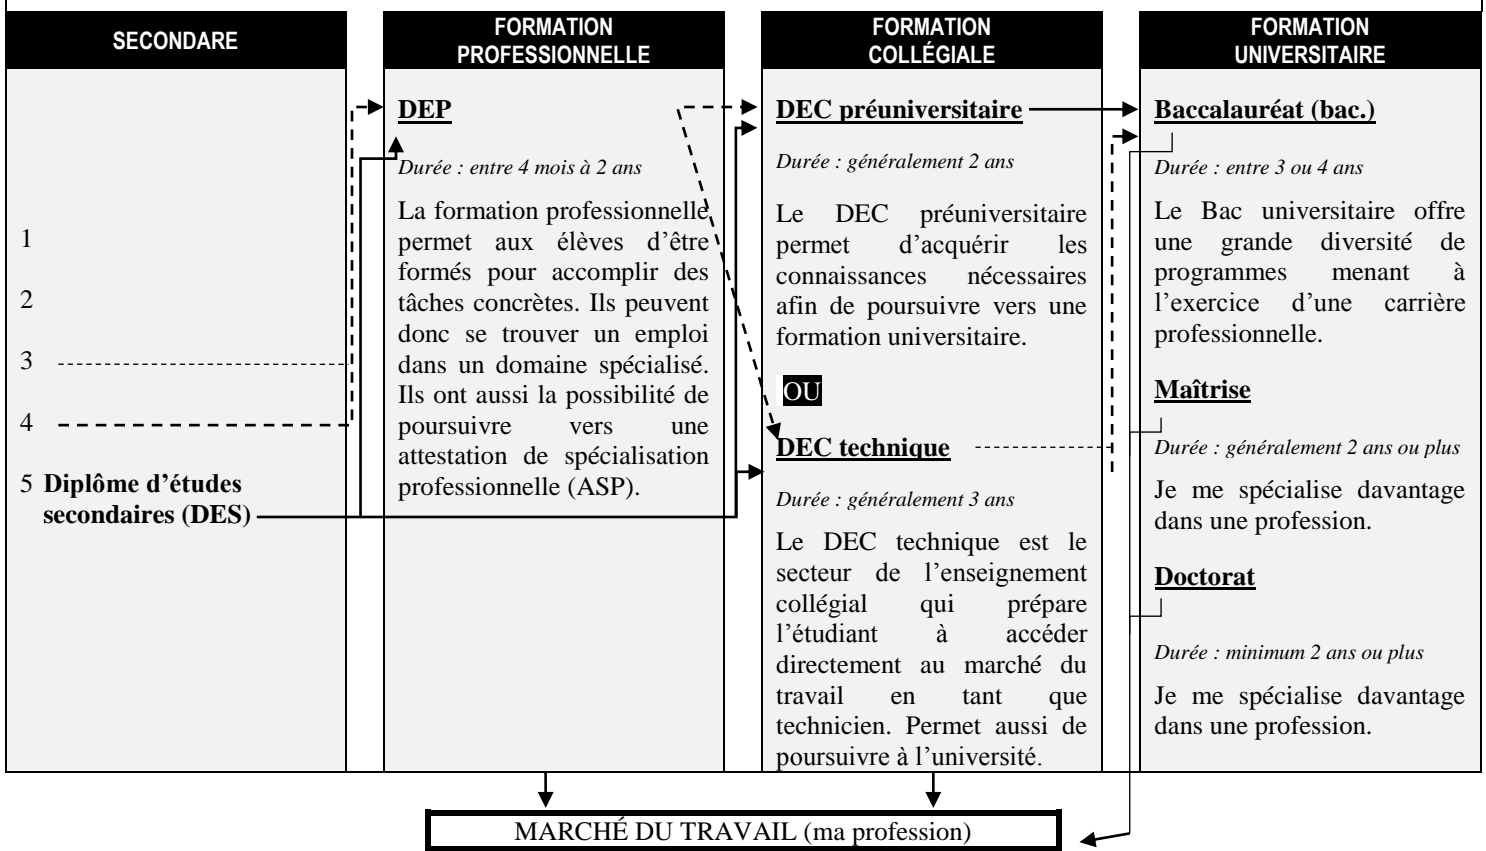 SECONDARE
1
2
3
4
5 Diplôme d’études
secondaires (DES)
FORMATION
PROFESSIONNELLE
DEP
Durée : entre 4 mois à 2 ans
La formation professionnelle
permet aux élèves d’être
formés pour accomplir des
tâches concrètes. Ils peuvent
donc se trouver un emploi
dans un domaine spécialisé.
Ils ont aussi la possibilité de
poursuivre vers une
attestation de spécialisation
professionnelle (ASP).
FORMATION
COLLÉGIALE
DEC préuniversitaire
Durée : généralement 2 ans
Le DEC préuniversitaire
permet d’acquérir les
connaissances nécessaires
afin de poursuivre vers une
formation universitaire.
OU
DEC technique
Durée : généralement 3 ans
Le DEC technique est le
secteur de l’enseignement
collégial qui prépare
l’étudiant à accéder
directement au marché du
travail en tant que
technicien. Permet aussi de
poursuivre à l’université.
FORMATION
UNIVERSITAIRE
Baccalauréat (bac.)
Durée : entre 3 ou 4 ans
Le Bac universitaire offre
une grande diversité de
programmes menant à
l’exercice d’une carrière
professionnelle.
Maîtrise
Durée : généralement 2 ans ou plus
Je me spécialise davantage
dans une profession.
Doctorat
Durée : minimum 2 ans ou plus
Je me spécialise davantage
dans une profession.
MARCHÉ DU TRAVAIL (ma profession)